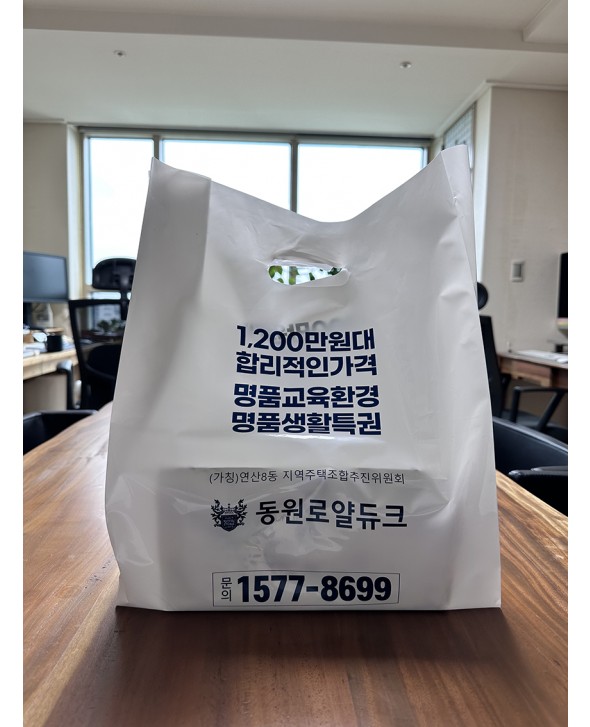 1,200만원대
합리적인가격
명품교육환경
명품생활특권
(가칭)연산8동 지역주택조합추진위원회
동원로얄듀크
문의 1577-8699